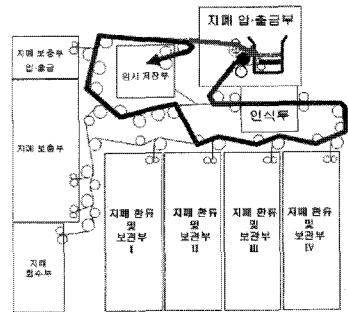 지폐 입·출금부
지폐 보충부
입·출금
임시 저장부
인식부
지폐 보충부
지폐 환류
및
보관부
I
지폐 환류
및
보관부
II
지폐 환류
및
보관부
III
지폐 환류
및
보관부
IV
지폐
회수부